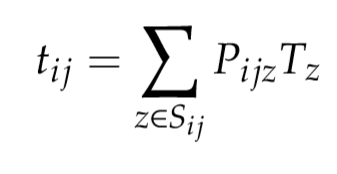 t_{ij} = \sum_{z \in S_{ij}} P_{ijz} T_z